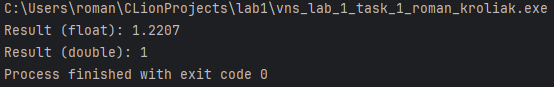 C:\Users\roman\CLionProjects\lab1\vns_lab_1_task_1_roman_kroliak.exe
Result (float): 1.2207
Result (double): 1
Process finished with exit code 0